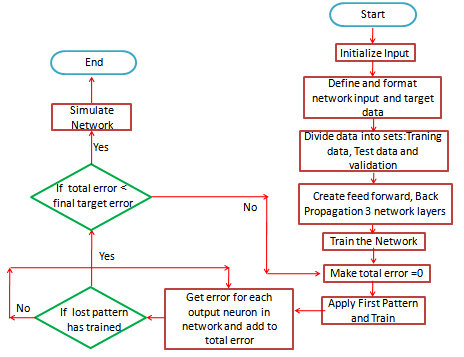 Start
Initialize Input
Define and format
network input and target
data
Divide data into sets:Traning
data, Test data and
validation
Create feed forward, Back
Propagation 3 network layers
Train the Network
Make total error =0
Apply First Pattern
and Train
Get error for each
output neuron in
network and add to
total error
If lost pattern
has trained
No
Yes
If total error <
final target error
No
Yes
Simulate
Network
End